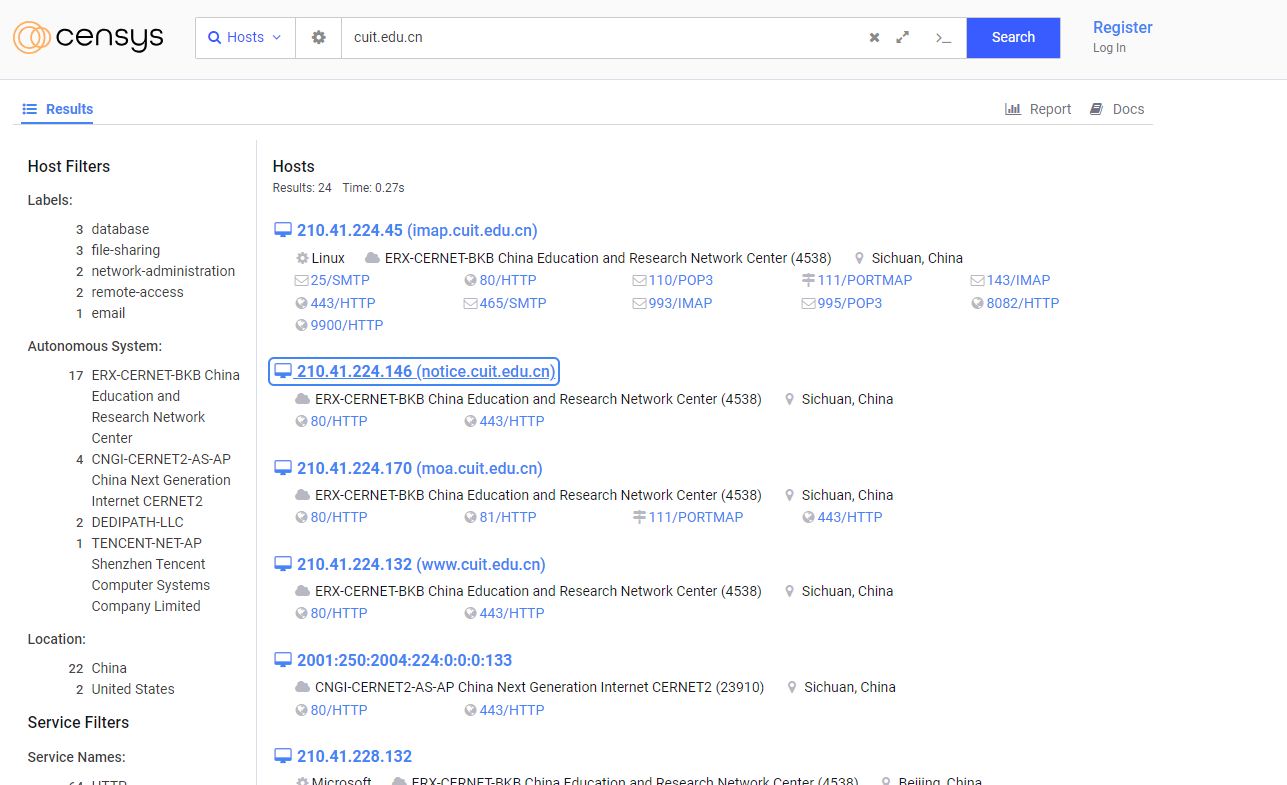 censys
Hosts
cuit.edu.cn
>_
Search
Register
Log In
Results
Report
Docs
Host Filters
Labels:
3 database
3 file-sharing
2 network-administration
2 remote-access
1 email
Autonomous System:
17 ERX-CERNET-BKB China
Education and
Research Network
Center
4 CNGI-CERNET2-AS-AP
China Next Generation
Internet CERNET2
2 DEDIPATH-LLC
1 TENCENT-NET-AP
Shenzhen Tencent
Computer Systems
Company Limited
Location:
22 China
2 United States
Service Filters
Service Names:
64 HTTP
Hosts
Results: 24 Time: 0.27s
210.41.224.45 (imap.cuit.edu.cn)
Linux ERX-CERNET-BKB China Education and Research Network Center (4538) Sichuan, China
25/SMTP 80/HTTP 110/POP3 111/PORTMAP 143/IMAP
443/HTTP 465/SMTP 993/IMAP 995/POP3 8082/HTTP
9900/HTTP
210.41.224.146 (notice.cuit.edu.cn)
ERX-CERNET-BKB China Education and Research Network Center (4538) Sichuan, China
80/HTTP 443/HTTP
210.41.224.170 (moa.cuit.edu.cn)
ERX-CERNET-BKB China Education and Research Network Center (4538) Sichuan, China
80/HTTP 81/HTTP 111/PORTMAP 443/HTTP
210.41.224.132 (www.cuit.edu.cn)
ERX-CERNET-BKB China Education and Research Network Center (4538) Sichuan, China
80/HTTP 443/HTTP
2001:250:2004:224:0:0:0:133
CNGI-CERNET2-AS-AP China Next Generation Internet CERNET2 (23910) Sichuan, China
80/HTTP 443/HTTP
210.41.228.132
Microsoft ERX-CERNET-BKB China Education and Research Network Center (4538) Beijing, China